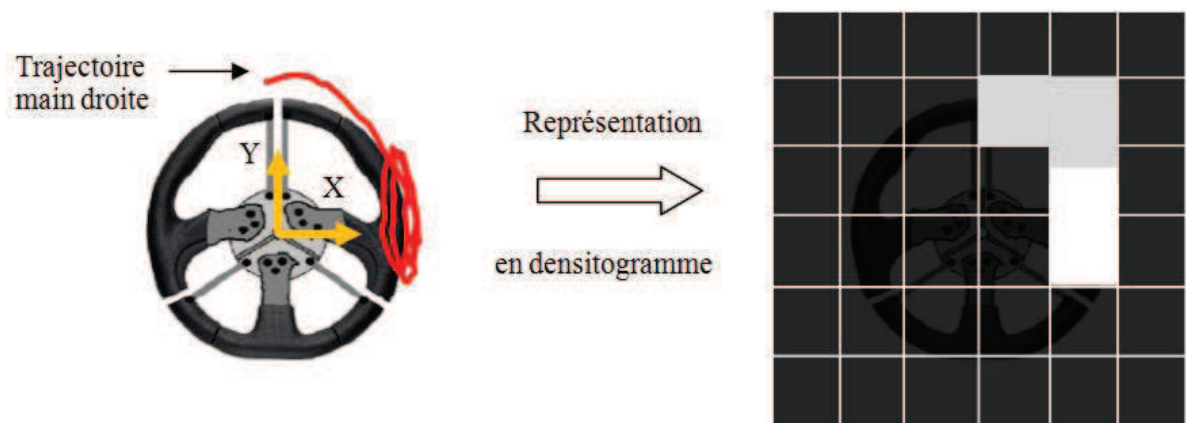 Trajectoire
main droite
Y
X
Représentation
en densitogramme